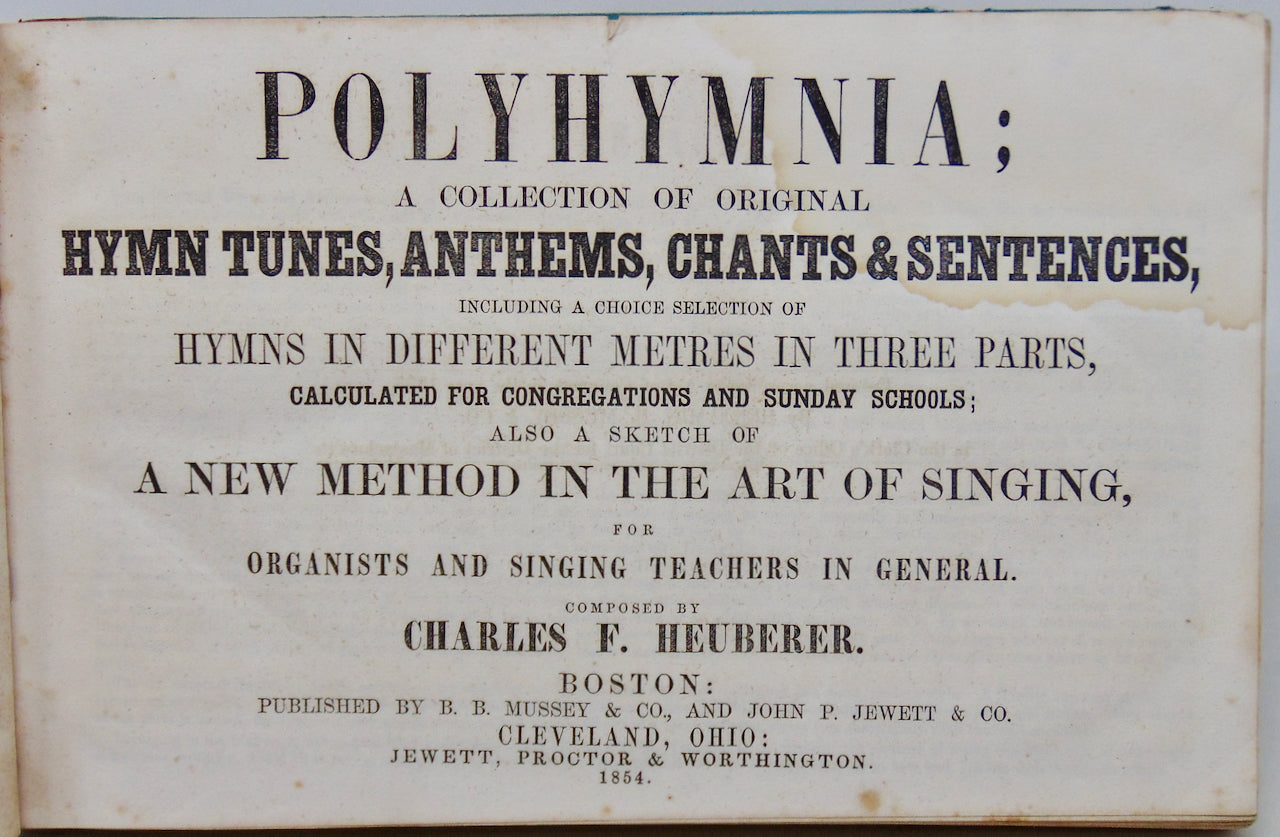 POLYHYMNIA;
A COLLECTION OF ORIGINAL
HYMN TUNES, ANTHEMS, CHANTS & SENTENCES,
INCLUDING A CHOICE SELECTION OF
HYMNS IN DIFFERENT METRES IN THREE PARTS,
CALCULATED FOR CONGREGATIONS AND SUNDAY SCHOOLS;
ALSO A SKETCH OF
A NEW METHOD IN THE ART OF SINGING,
FOR
ORGANISTS AND SINGING TEACHERS IN GENERAL.
COMPOSED BY
CHARLES F. HEUBERER.
BOSTON:
PUBLISHED BY B. B. MUSSEY & CO., AND JOHN P. JEWETT & CO.
CLEVELAND, OHIO:
JEWETT, PROCTOR & WORTHINGTON.
1854.